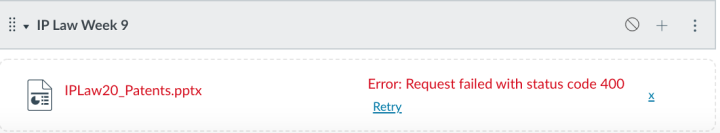 IP Law Week 9
IPLaw20_Patents.pptx
Error: Request failed with status code 400
x
Retry